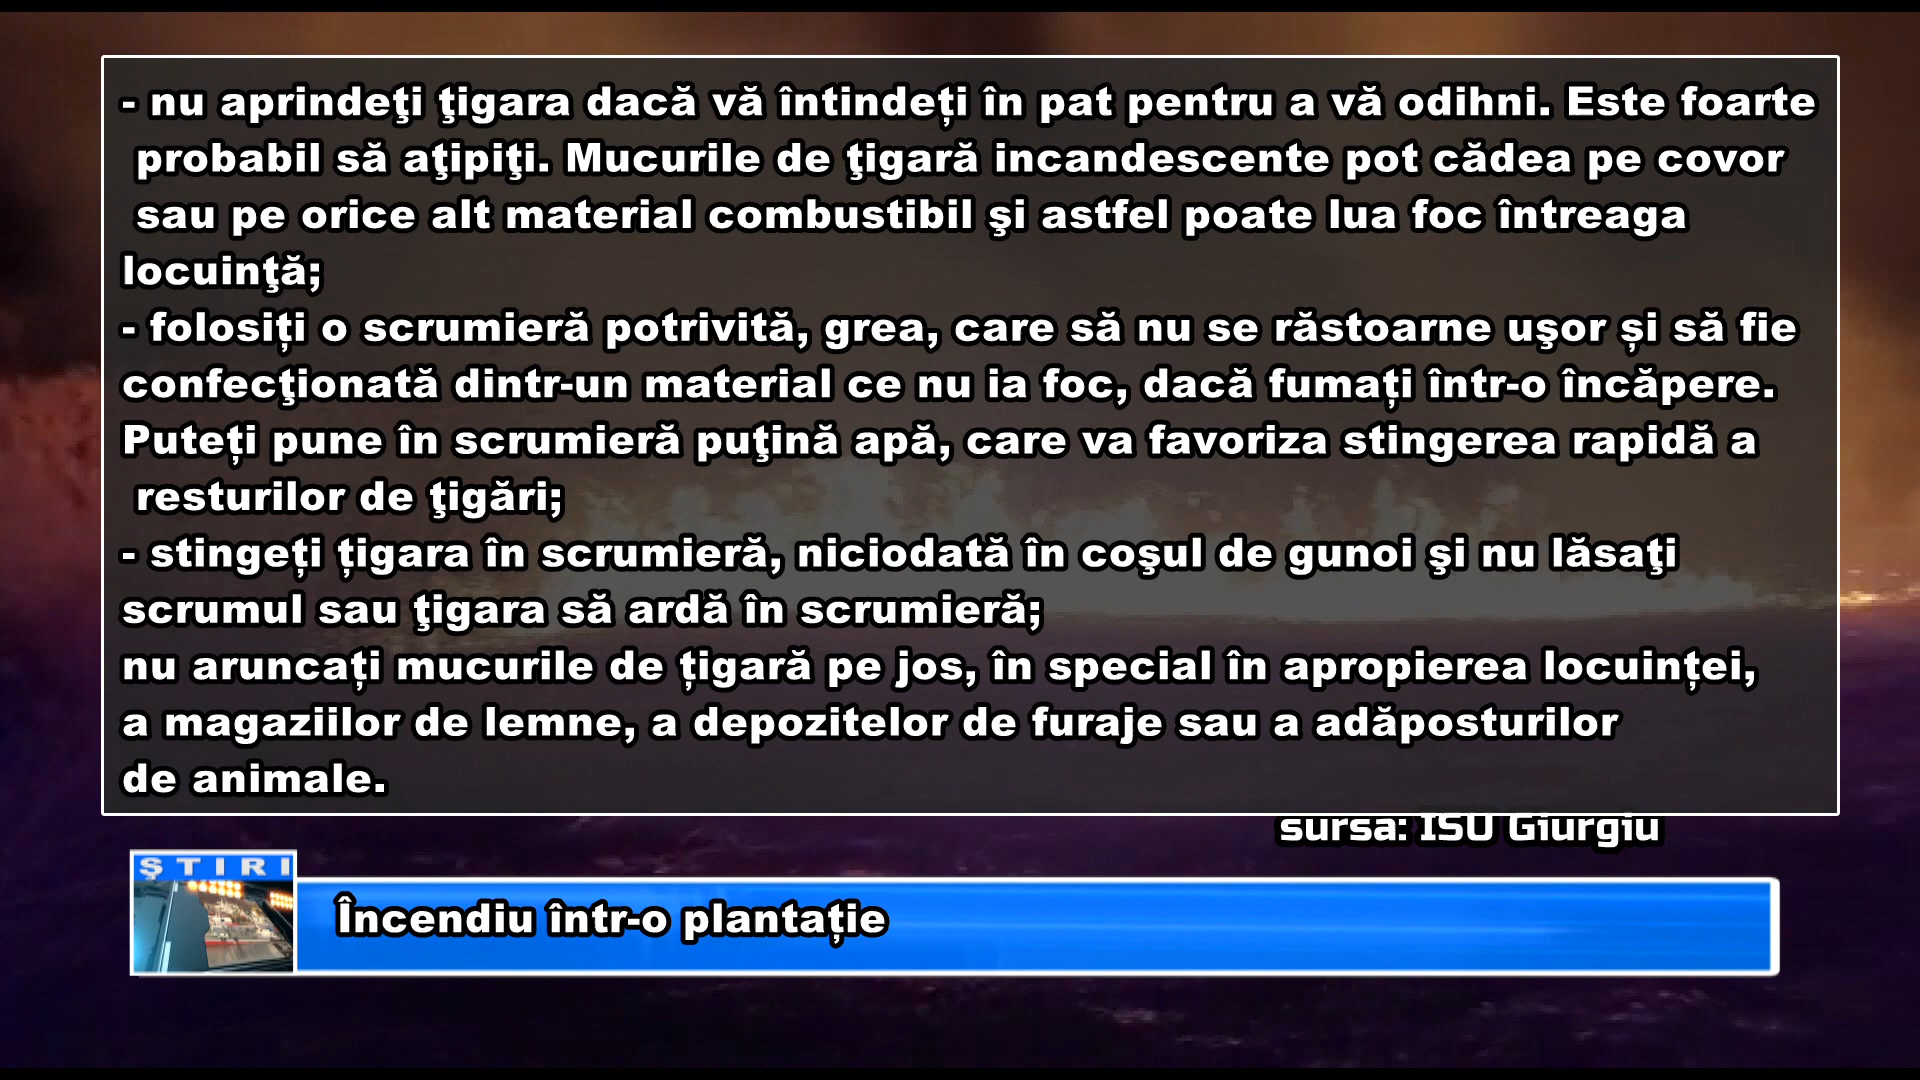 - nu aprindeţi ţigara dacă vă întindeți în pat pentru a vă odihni. Este foarte
probabil să aţipiţi. Mucurile de ţigară incandescente pot cădea pe covor
sau pe orice alt material combustibil şi astfel poate lua foc întreaga
locuinţă;
- folosiți o scrumieră potrivită, grea, care să nu se răstoarne uşor și să fie
confecţionată dintr-un material ce nu ia foc, dacă fumați într-o încăpere.
Puteți pune în scrumieră puţină apă, care va favoriza stingerea rapidă a
resturilor de ţigări;
- stingeți țigara în scrumieră, niciodată în coşul de gunoi şi nu lăsaţi
scrumul sau ţigara să ardă în scrumieră;
nu aruncați mucurile de țigară pe jos, în special în apropierea locuinței,
a magaziilor de lemne, a depozitelor de furaje sau a adăposturilor
de animale.
sursa: ISU Giurgiu
ŞTIRI
Încendiu într-o plantație